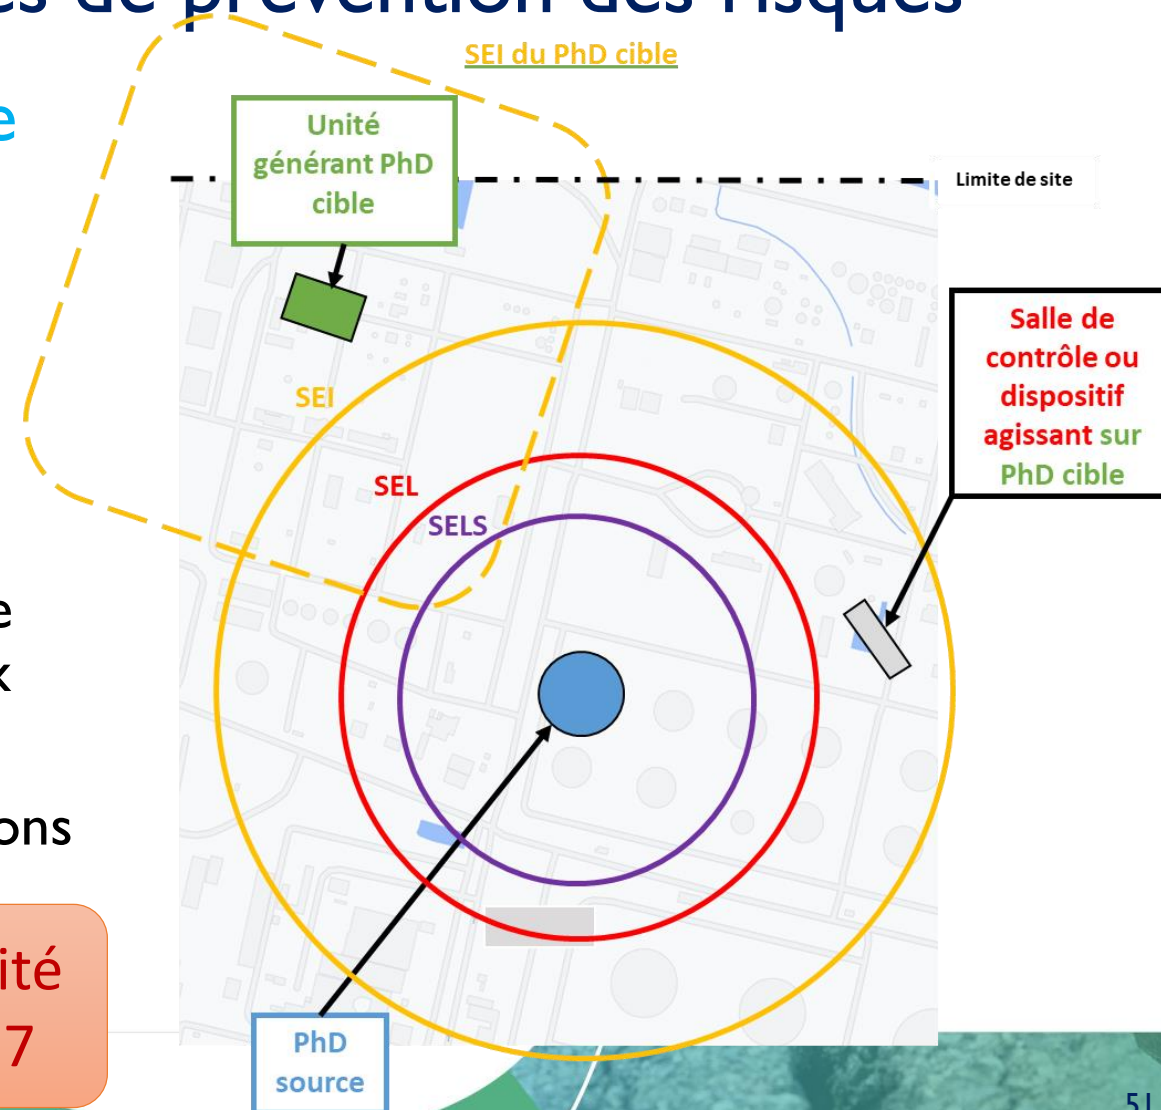 es de prévention des risques
SEI du PhD cible
e
Unité
générant PhD
cible
Limite de site
Salle de
contrôle ou
dispositif
agissant sur
PhD cible
SEI
SEL
SELS
e
x
ons
ité
7
PhD
source
51